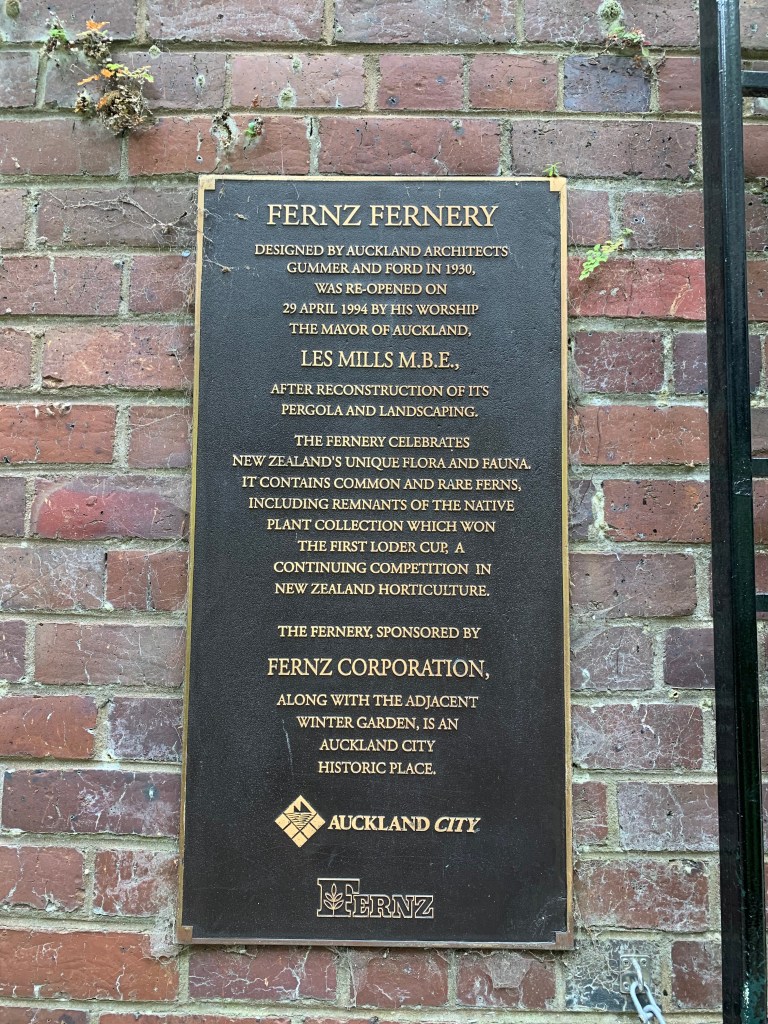 FERNZ FERNERY
DESIGNED BY AUCKLAND ARCHITECTS
GUMMER AND FORD IN 1930,
WAS RE-OPENED ON
29 APRIL 1994 BY HIS WORSHIP
THE MAYOR OF AUCKLAND,
LES MILLS M.B.E.,
AFTER RECONSTRUCTION OF ITS
PERGOLA AND LANDSCAPING.
THE FERNERY CELEBRATES
NEW ZEALAND'S UNIQUE FLORA AND FAUNA.
IT CONTAINS COMMON AND RARE FERNS,
INCLUDING REMNANTS OF THE NATIVE
PLANT COLLECTION WHICH WON
THE FIRST LODER CUP, A
CONTINUING COMPETITION IN
NEW ZEALAND HORTICULTURE.
THE FERNERY, SPONSORED BY
FERNZ CORPORATION,
ALONG WITH THE ADJACENT
WINTER GARDEN, IS AN
AUCKLAND CITY
HISTORIC PLACE.
AUCKLAND CITY
FERNZ